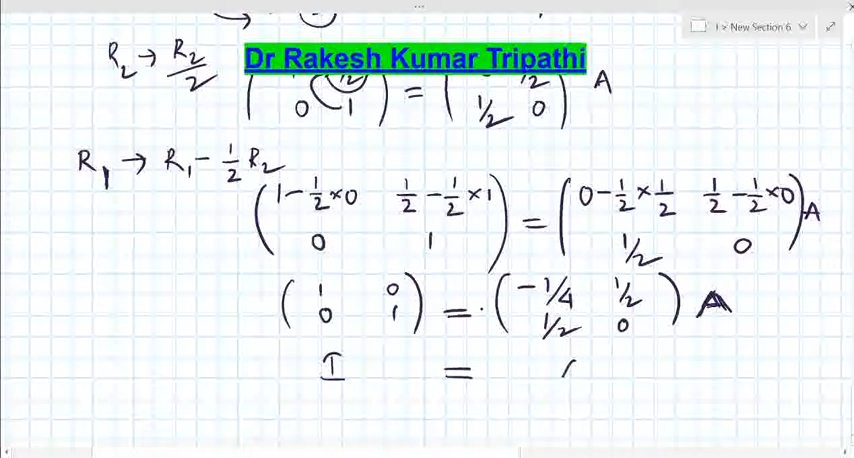 I > New Section 6
R₂ → R₂/2
Dr Rakesh Kumar Tripathi
( 0 1 ) = ( 1/2 1/2 0 ) A
R₁ → R₁ - 1/2 R₂
( 1 - 1/2 × 0 1/2 - 1/2 × 1 ) = ( 0 - 1/2 × 1/2 1/2 - 1/2 × 0 ) A
0 1 1/2 0
( 1 0 ) = ( -1/4 1/2 ) A
0 1 1/2 0
I =